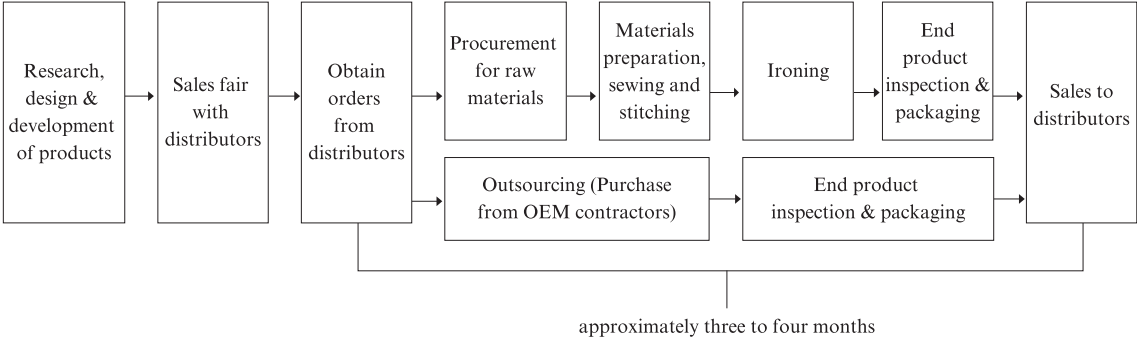 Research,
design &
development
of products
Sales fair
with
distributors
Obtain
orders
from
distributors
Procurement
for raw
materials
Materials
preparation,
sewing and
stitching
Ironing
End
product
inspection &
packaging
Outsourcing (Purchase
from OEM contractors)
End product
inspection & packaging
Sales to
distributors
approximately three to four months